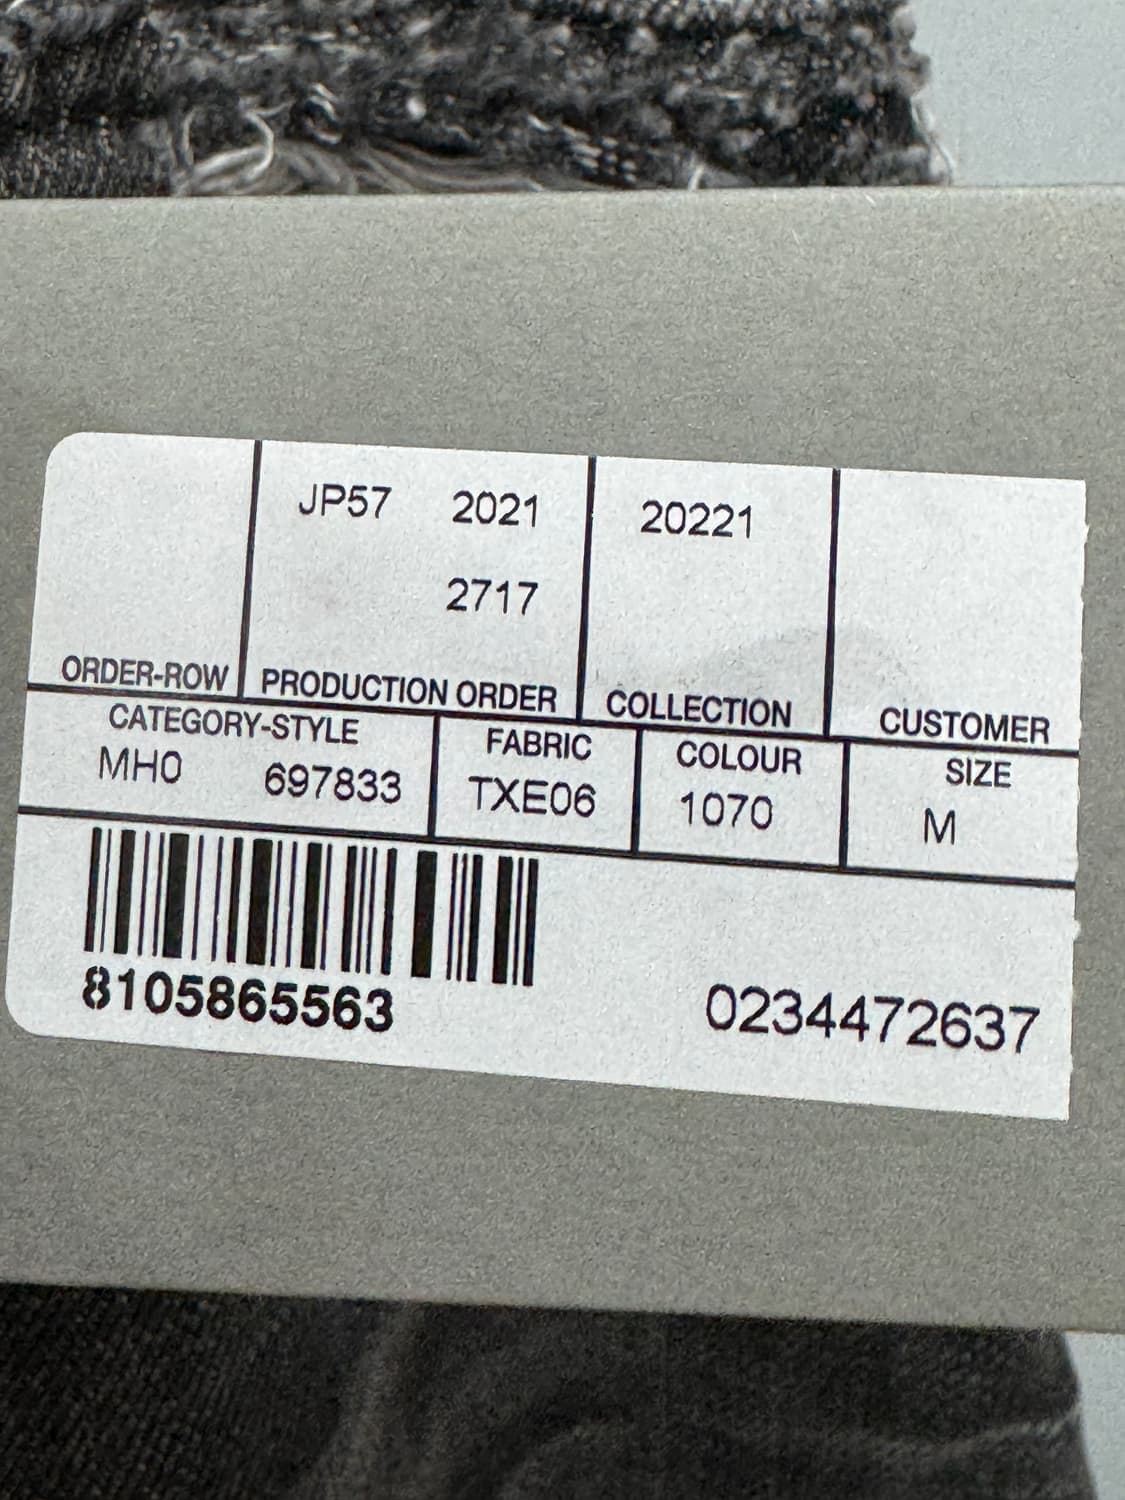 JP57 2021 20221
2717
ORDER-ROW PRODUCTION ORDER COLLECTION CUSTOMER
CATEGORY-STYLE FABRIC COLOUR SIZE
MH0 697833 TXE06 1070 M
8105865563 0234472637